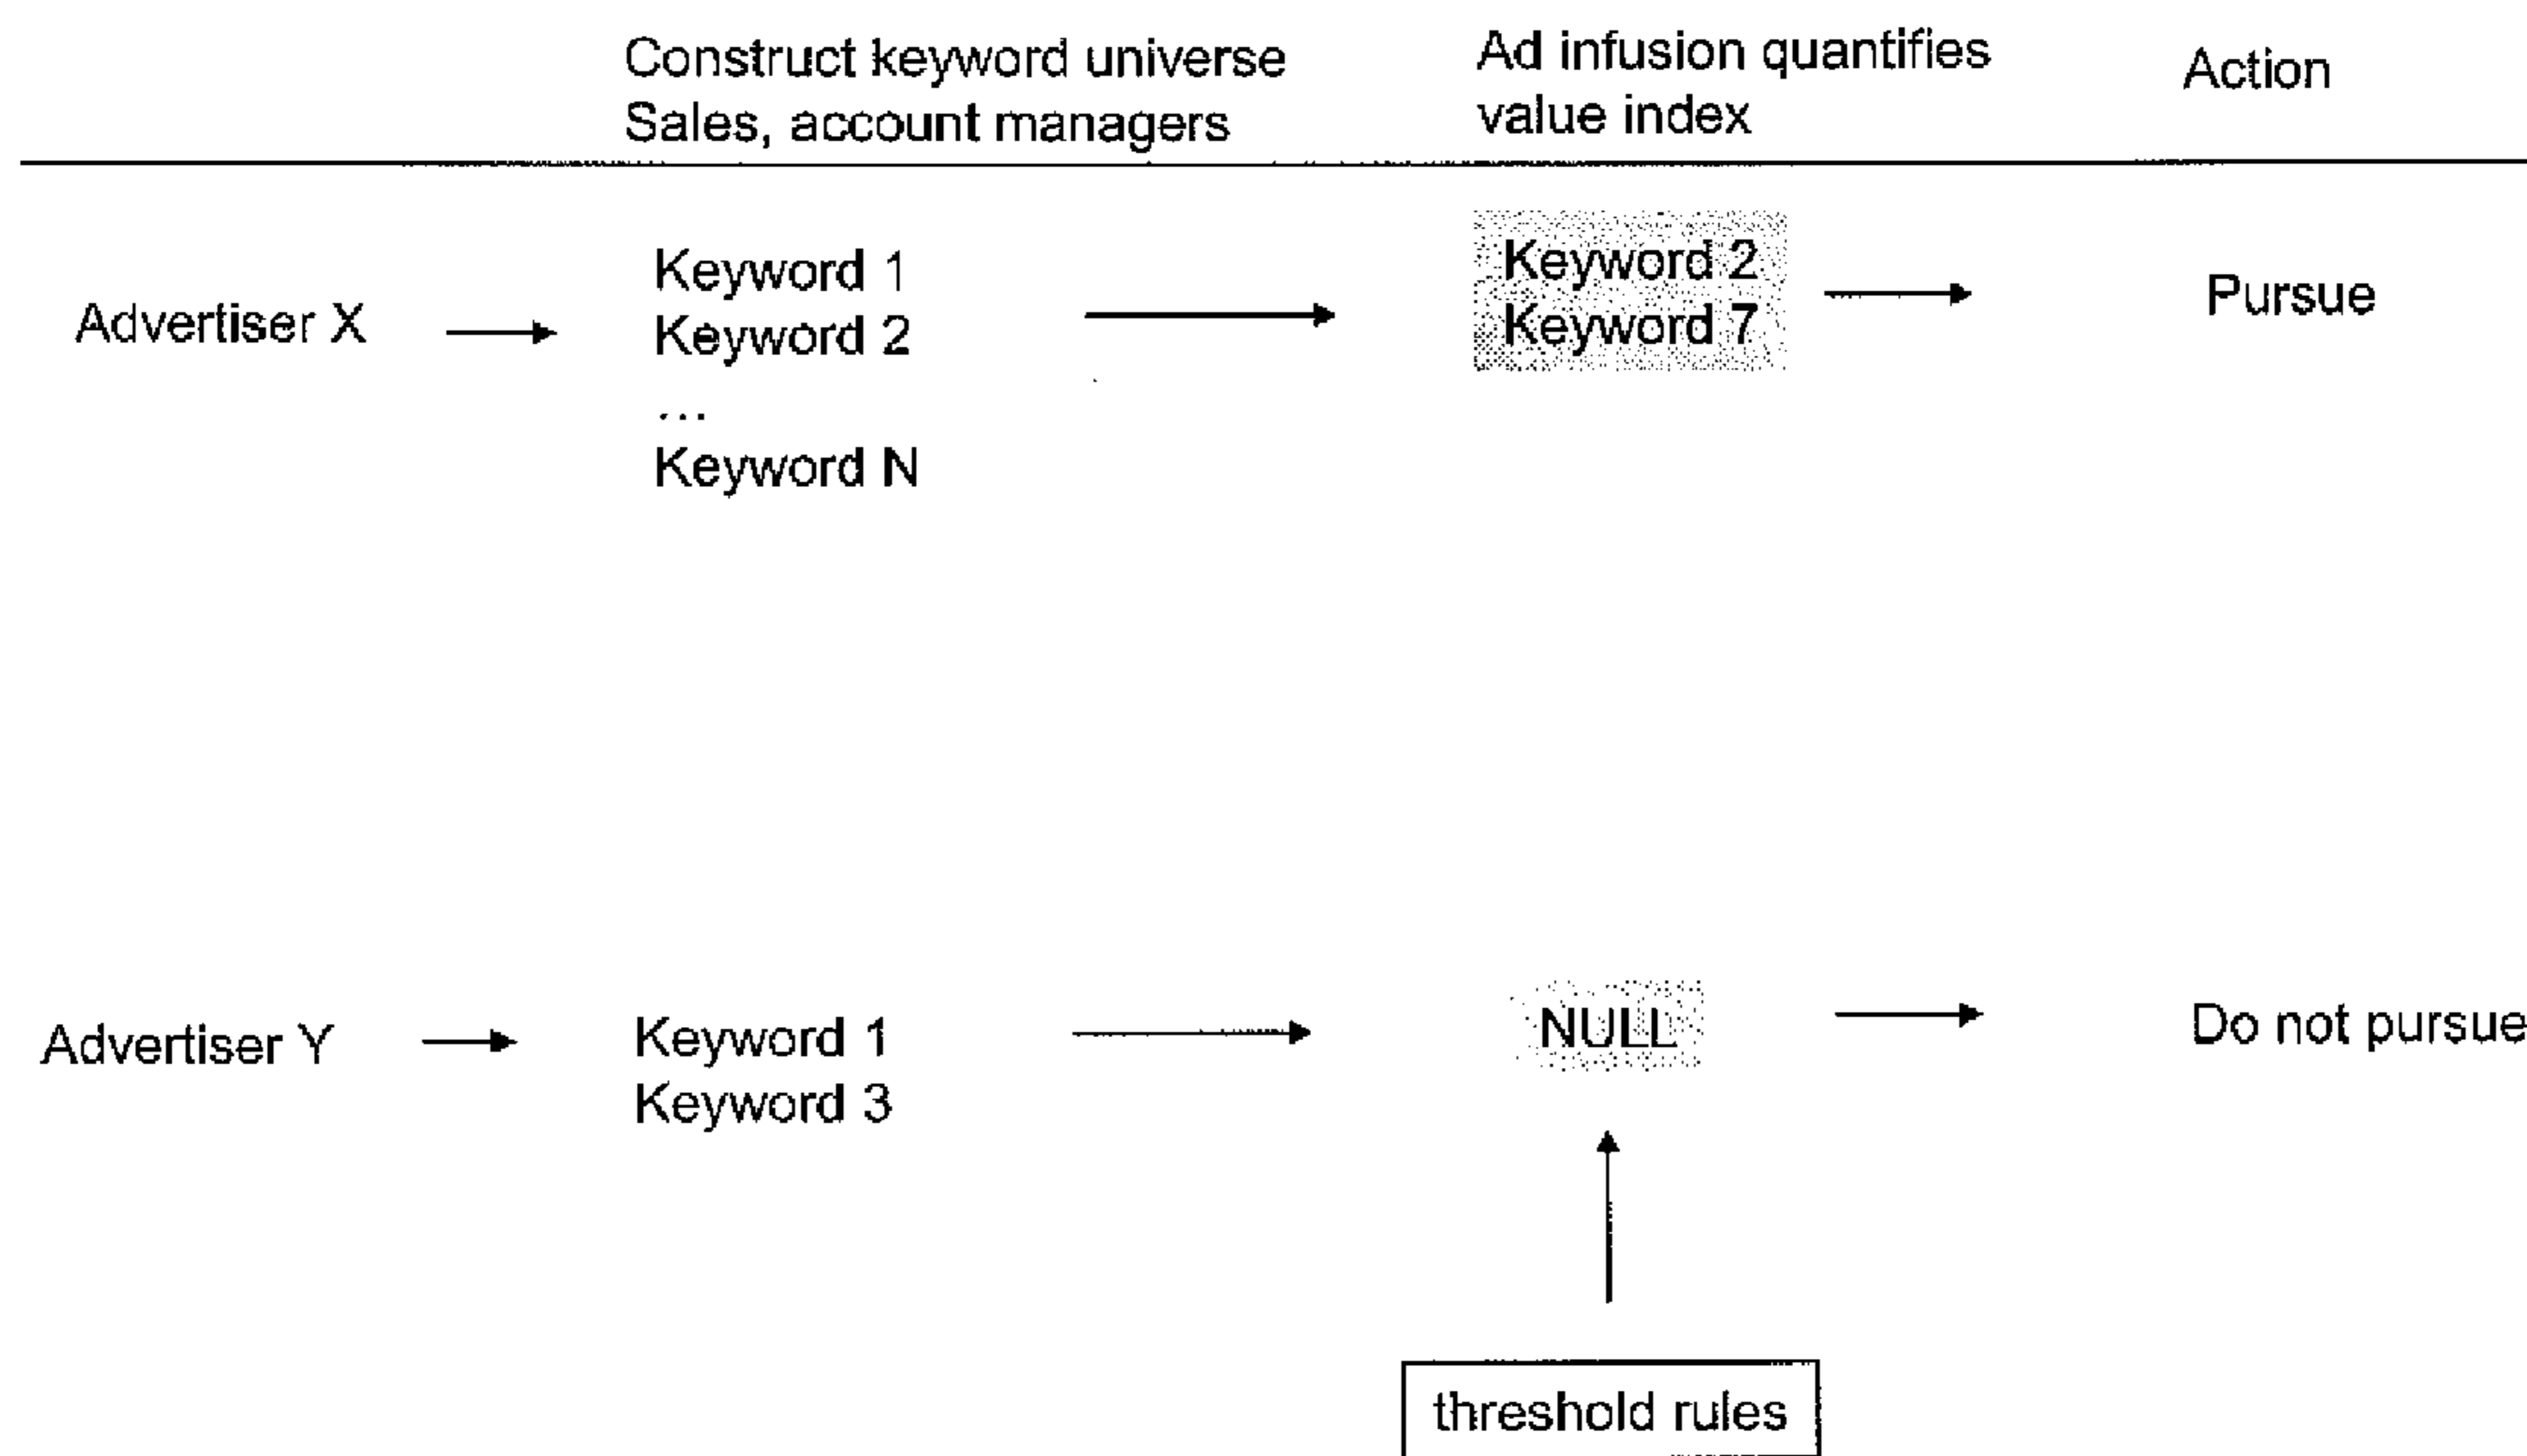 Construct keyword universe
Sales, account managers
Ad infusion quantifies
value index
Action
Advertiser X
Keyword 1
Keyword 2
...
Keyword N
Keyword 2
Keyword 7
Pursue
Advertiser Y
Keyword 1
Keyword 3
NULL
Do not pursue
threshold rules